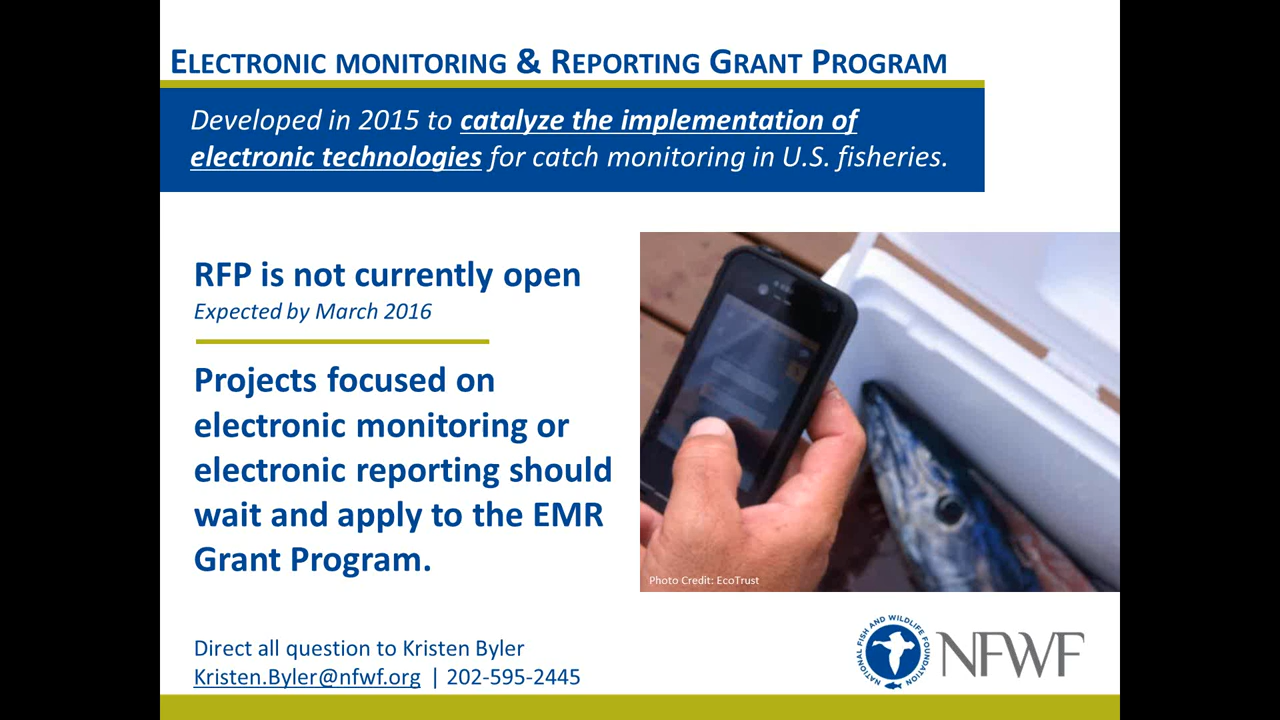 ELECTRONIC MONITORING & REPORTING GRANT PROGRAM
Developed in 2015 to catalyze the implementation of
electronic technologies for catch monitoring in U.S. fisheries.
RFP is not currently open
Expected by March 2016
Projects focused on
electronic monitoring or
electronic reporting should
wait and apply to the EMR
Grant Program.
Photo Credit: EcoTrust
Direct all question to Kristen Byler
Kristen.Byler@nfwf.org | 202-595-2445
NATIONAL FISH AND WILDLIFE FOUNDATION
NFWF